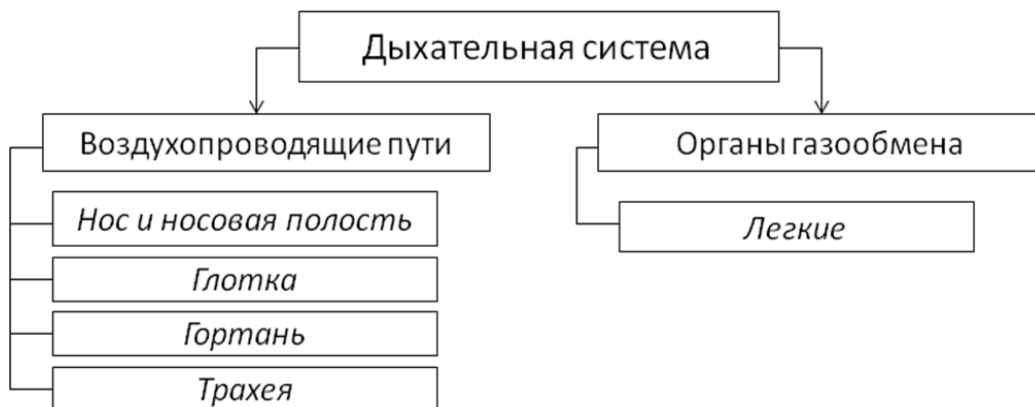 Дыхательная система
Воздухопроводящие пути
Нос и носовая полость
Глотка
Гортань
Трахея
Органы газообмена
Легкие